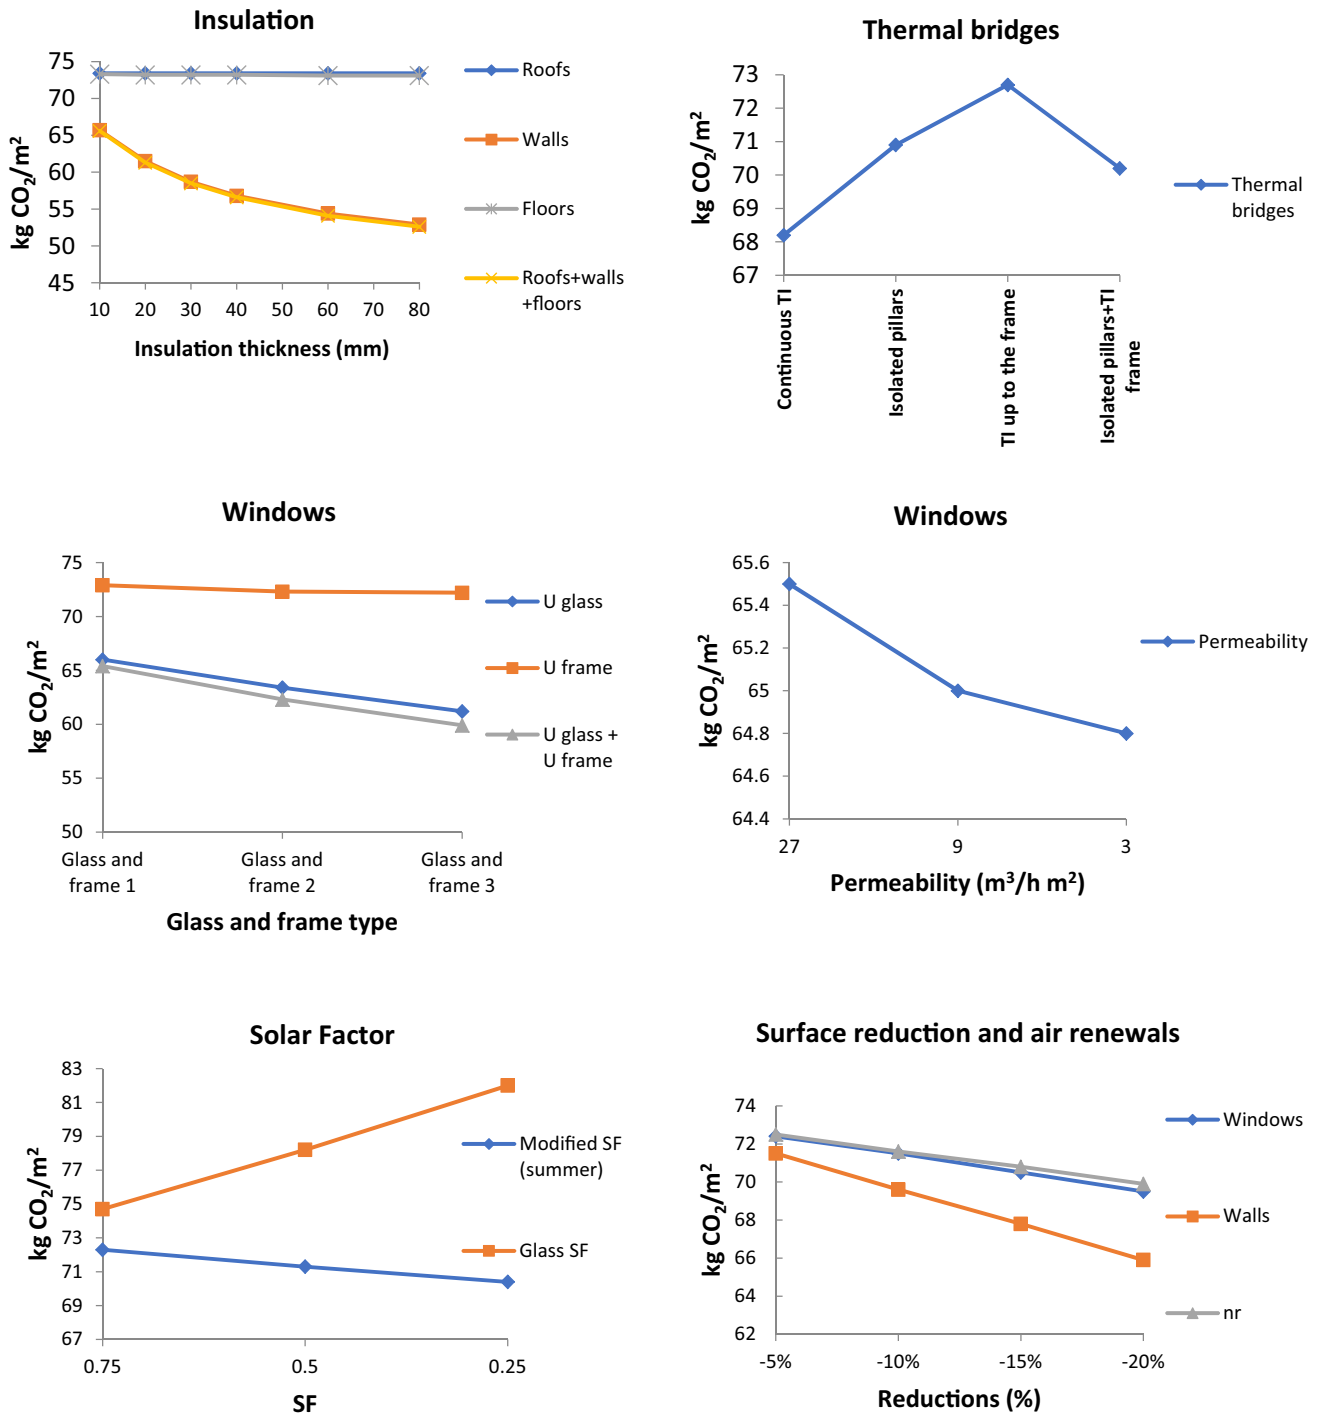 Insulation
kg CO₂/m²
75
70
65
60
55
50
45
10 20 30 40 50 60 70 80
Insulation thickness (mm)
Roofs
Walls
Floors
Roofs+walls
+floors
Thermal bridges
kg CO₂/m²
73
72
71
70
69
68
67
Continuous TI
Isolated pillars
TI up to the frame
Isolated pillars+TI
frame
Thermal
bridges
Windows
kg CO₂/m²
75
70
65
60
55
50
Glass and
frame 1
Glass and
frame 2
Glass and
frame 3
Glass and frame type
U glass
U frame
U glass +
U frame
Windows
kg CO₂/m²
65.6
65.4
65.2
65
64.8
64.6
64.4
27 9 3
Permeability (m³/h m²)
Permeability
Solar Factor
kg CO₂/m²
83
81
79
77
75
73
71
69
67
0.75 0.5 0.25
SF
Modified SF
(summer)
Glass SF
Surface reduction and air renewals
kg CO₂/m²
74
72
70
68
66
64
62
-5% -10% -15% -20%
Reductions (%)
Windows
Walls
nr